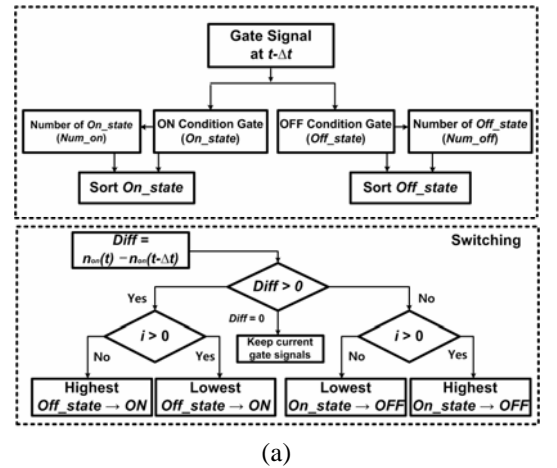 Gate Signal
at t-Δt
Number of On_state
(Num_on)
ON Condition Gate
(On_state)
OFF Condition Gate
(Off_state)
Number of Off_state
(Num_off)
Sort On_state
Sort Off_state
Diff =
n_on(t) – n_on(t-Δt)
Switching
Diff > 0
Yes
No
Diff = 0
i > 0
Keep current
gate signals
i > 0
No
Yes
No
Yes
Highest
Off_state → ON
Lowest
Off_state → ON
Lowest
On_state → OFF
Highest
On_state → OFF
(a)